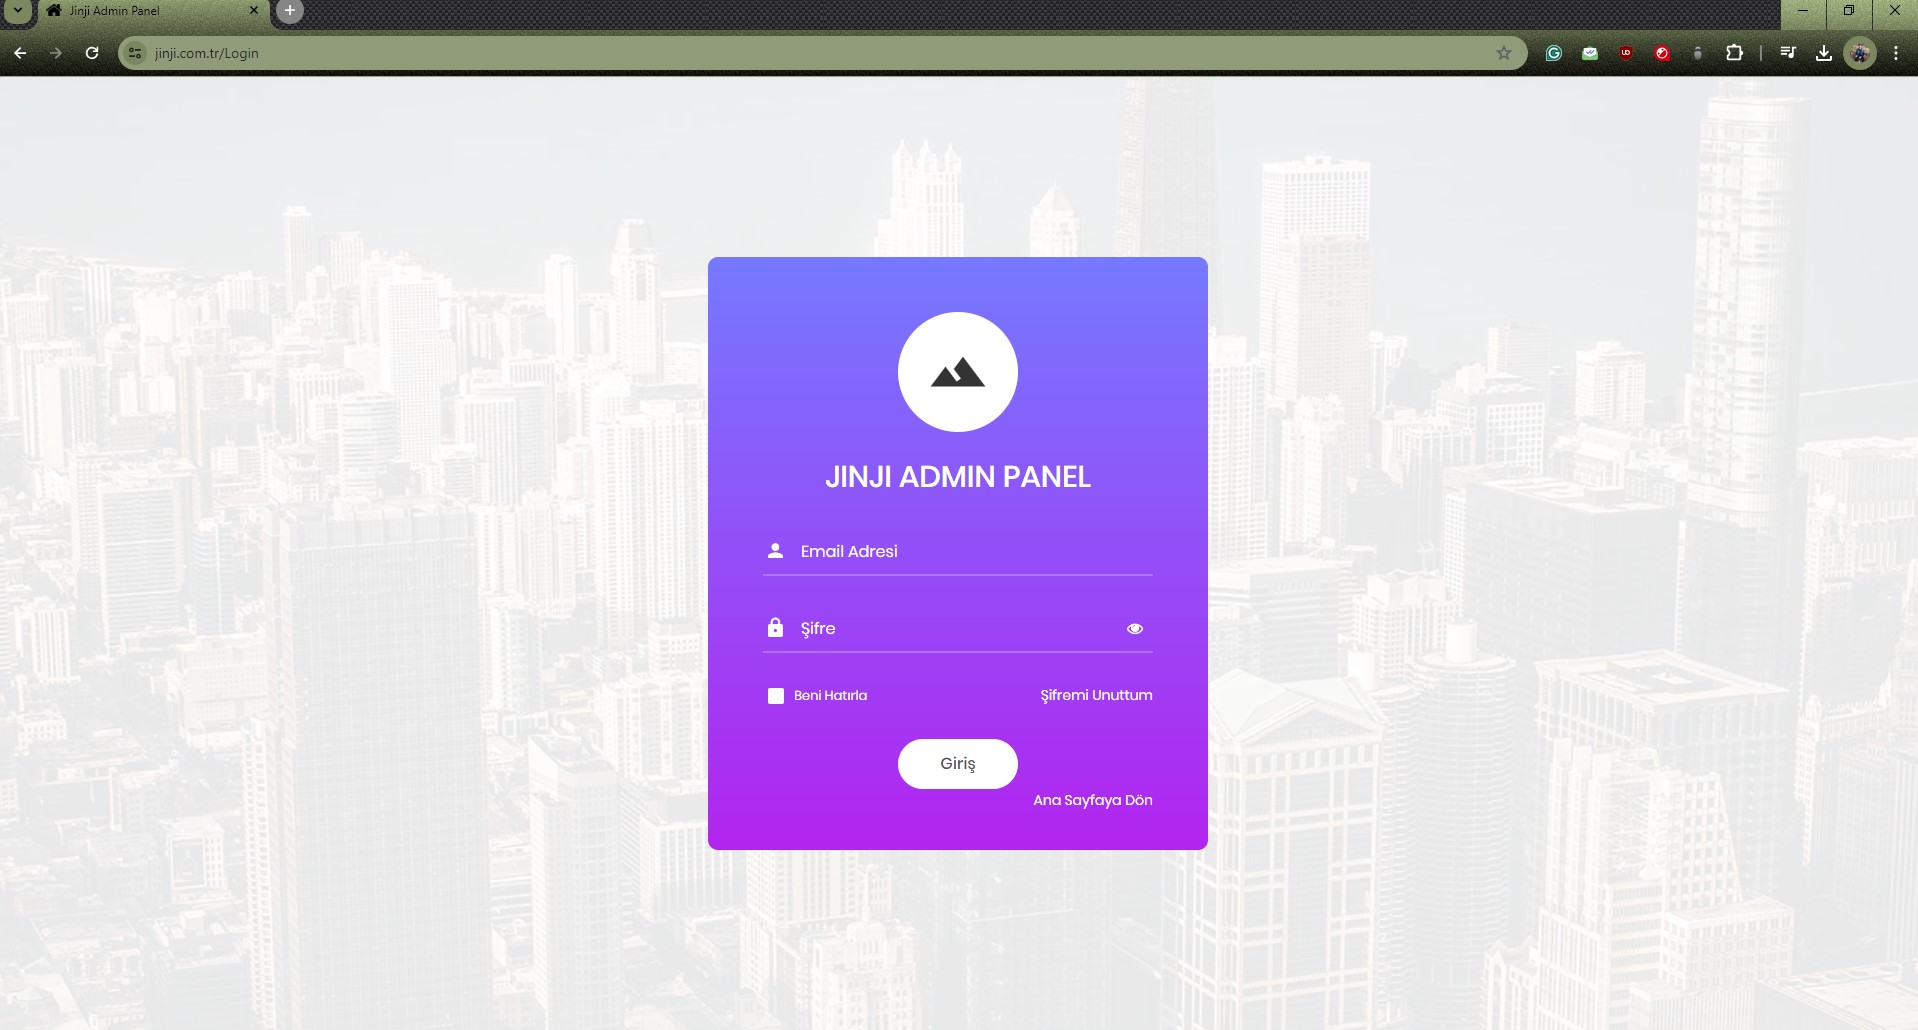 Jinji Admin Panel
jinji.com.tr/Login
JINJI ADMIN PANEL
Email Adresi
Şifre
Beni Hatırla
Şifremi Unuttum
Giriş
Ana Sayfaya Dön